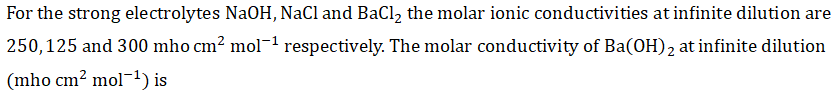 For the strong electrolytes NaOH, NaCl and BaCl₂ the molar ionic conductivities at infinite dilution are
250, 125 and 300 mho cm² mol⁻¹ respectively. The molar conductivity of Ba(OH)₂ at infinite dilution
(mho cm² mol⁻¹) is